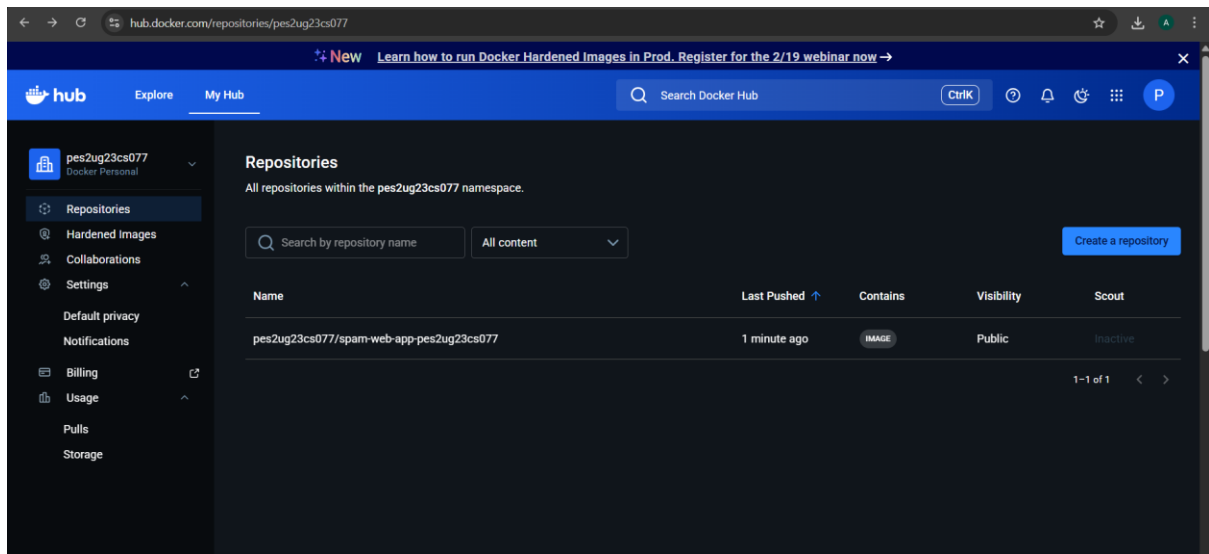 hub.docker.com/repositories/pes2ug23cs077
A
New Learn how to run Docker Hardened Images in Prod. Register for the 2/19 webinar now →
hub Explore My Hub Search Docker Hub CtrlK P
pes2ug23cs077
Docker Personal
Repositories
Hardened Images
Collaborations
Settings
Default privacy
Notifications
Billing
Usage
Pulls
Storage
Repositories
All repositories within the pes2ug23cs077 namespace.
Search by repository name All content Create a repository
Name Last Pushed ↑ Contains Visibility Scout
pes2ug23cs077/spam-web-app-pes2ug23cs077 1 minute ago IMAGE Public Inactive
1–1 of 1